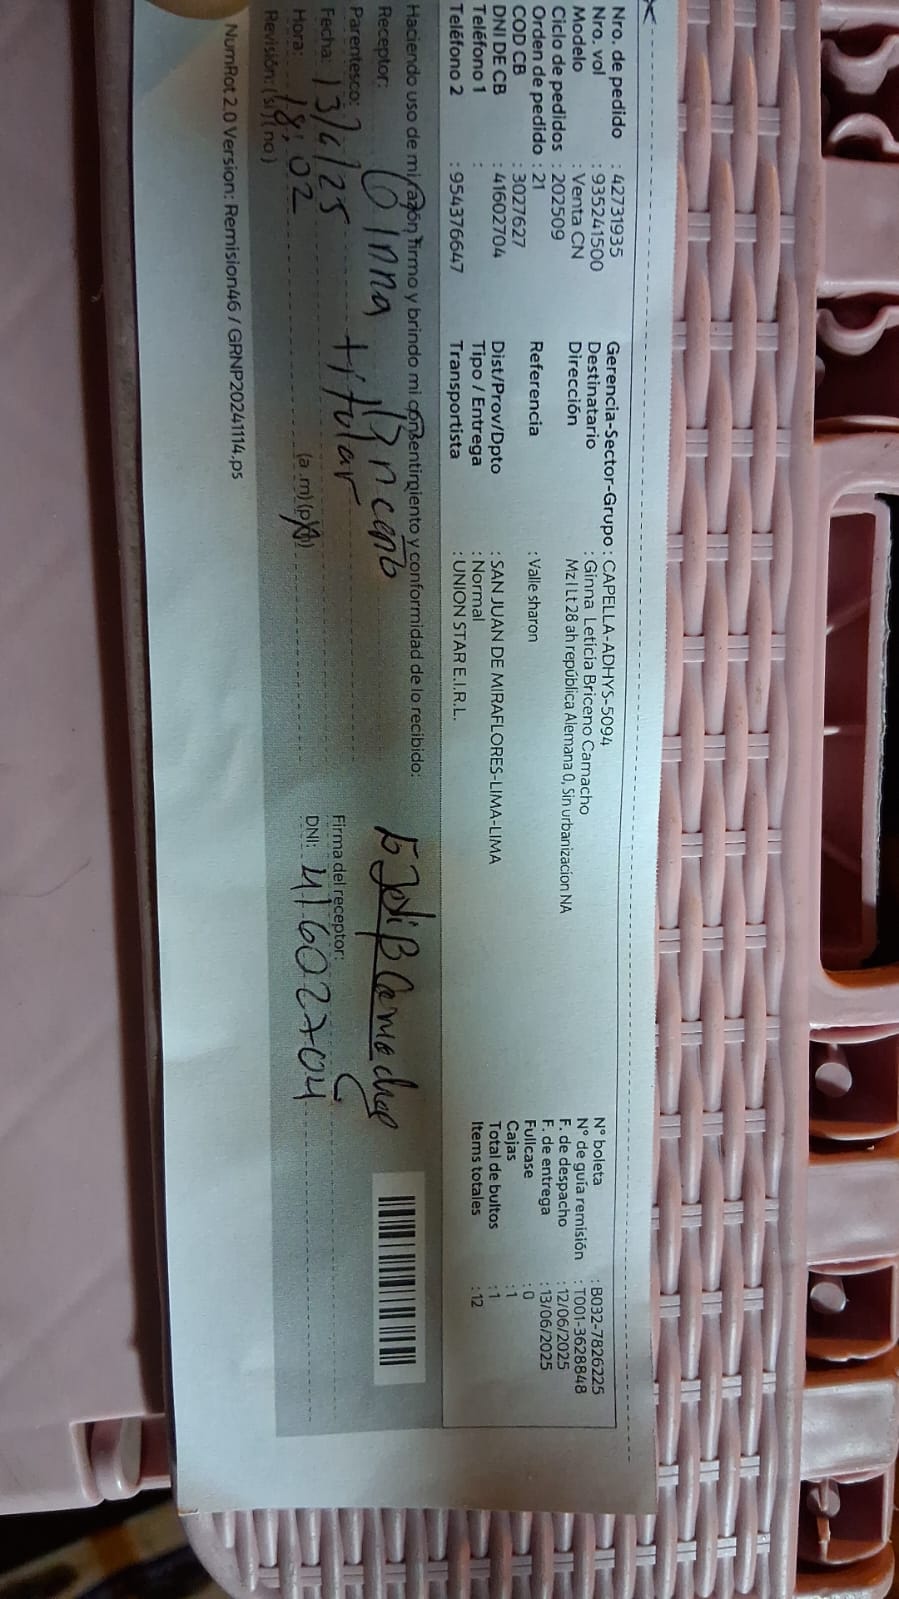 Nro. de pedido : 42731935
Nro. vol : 935241500
Modelo : Venta CN
Ciclo de pedidos : 202509
Orden de pedido : 21
COD CB : 3027627
DNI DE CB : 41602704
Teléfono 1 :
Teléfono 2 : 954376647
Gerencia-Sector-Grupo : CAPELLA-ADHYS-5094
Destinatario : Ginna Leticia Briceno Camacho
Dirección Mz I Lt 28 ah república Alemana 0, Sin urbanizacion NA
Referencia : Valle sharon
Dist/Prov/Dpto : SAN JUAN DE MIRAFLORES-LIMA-LIMA
Tipo / Entrega : Normal
Transportista : UNION STAR E.I.R.L.
N° boleta : B032-7826225
N° de guía remisión : T001-3628848
F. de despacho : 12/06/2025
F. de entrega : 13/06/2025
Fullcase : 0
Cajas : 1
Total de bultos : 1
Items totales : 12
Haciendo uso de mi razón firmo y brindo mi consentimiento y conformidad de lo recibido:
Receptor: Ginna Briceño
Parentesco: titular
Fecha: 13/6/25
Hora: 18:02 (a.m)(pm)
Revisión: (si) (no)
Camacho
Firma del receptor:
DNI: 41602704
NumRot 2.0 Version: Remision46 / GRNP20241114.ps